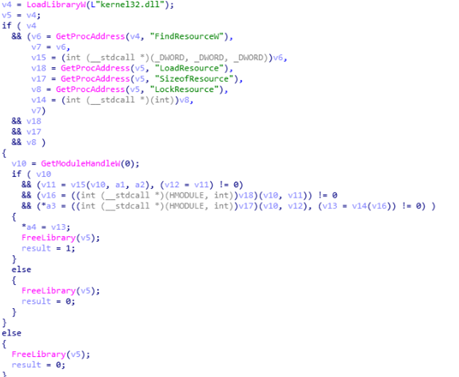 v4 = LoadLibraryW(L"kernel32.dll");
v5 = v4;
if ( v4
&& (v6 = GetProcAddress(v4, "FindResourceW"),
v7 = v6,
v15 = (int (__stdcall *)(_DWORD, _DWORD, _DWORD))v6,
v18 = GetProcAddress(v5, "LoadResource"),
v17 = GetProcAddress(v5, "SizeofResource"),
v8 = GetProcAddress(v5, "LockResource"),
v14 = (int (__stdcall *)(int))v8,
v7)
&& v18
&& v17
&& v8 )
{
v10 = GetModuleHandleW(0);
if ( v10
&& (v11 = v15(v10, a1, a2), (v12 = v11) != 0)
&& (v16 = ((int (__stdcall *)(HMODULE, int))v18)(v10, v11)) != 0
&& (*a3 = ((int (__stdcall *)(HMODULE, int))v17)(v10, v12), (v13 = v14(v16)) != 0) )
{
*a4 = v13;
FreeLibrary(v5);
result = 1;
}
else
{
FreeLibrary(v5);
result = 0;
}
}
else
{
FreeLibrary(v5);
result = 0;
}